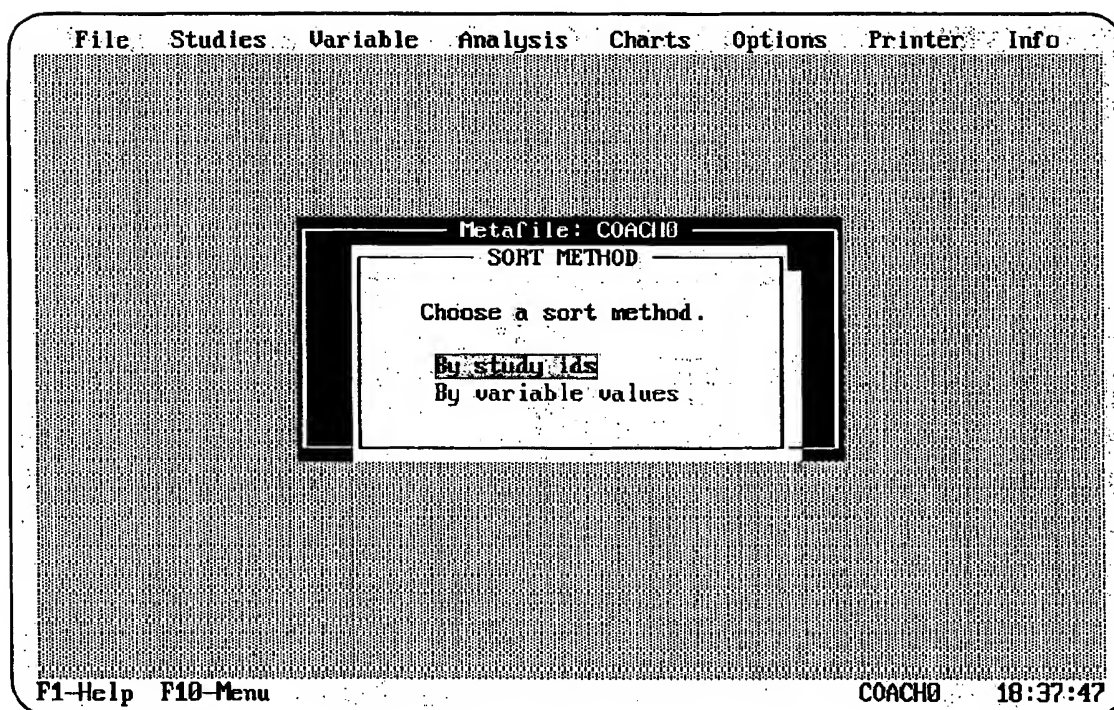 File Studies Variable Analysis Charts Options Printer Info
Metafile: COACH0
SORT METHOD
Choose a sort method.
By study ids
By variable values
F1-Help F10-Menu COACH0 18:37:47